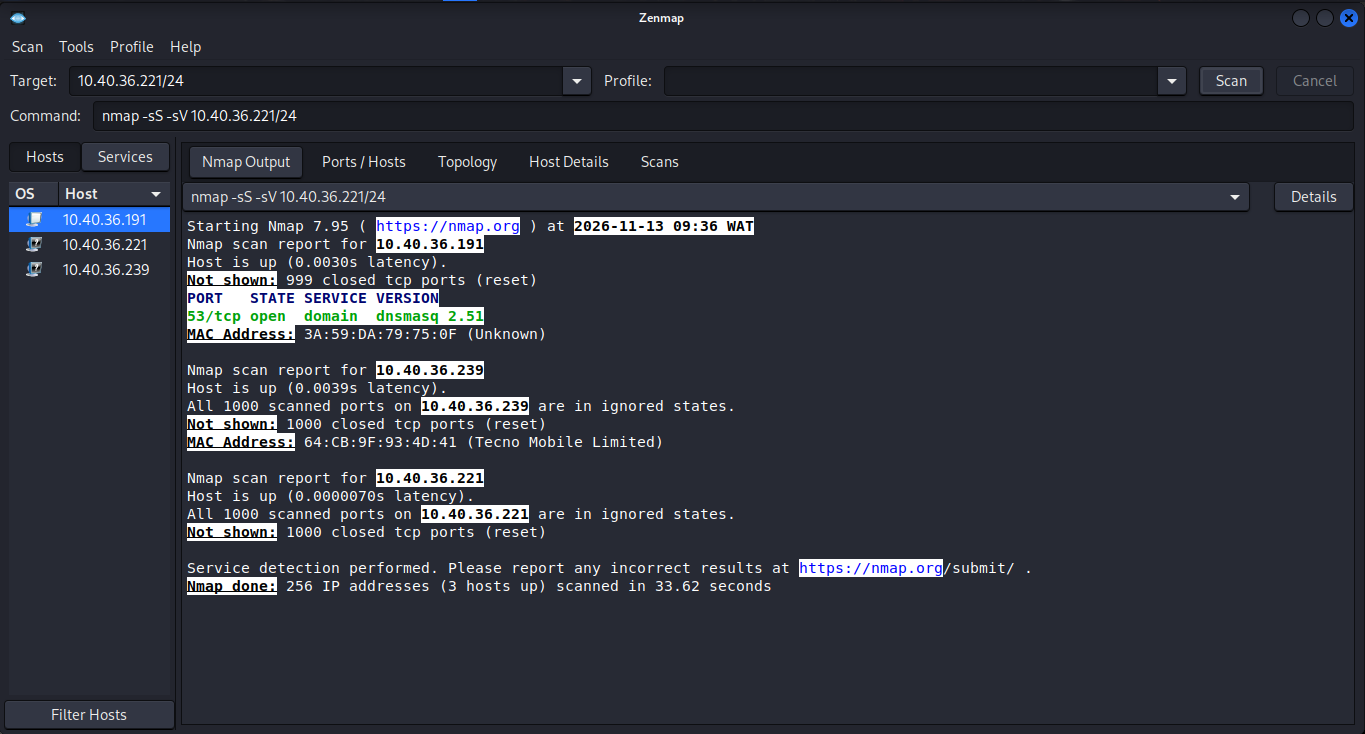 Zenmap
Scan Tools Profile Help
Target: 10.40.36.221/24 Profile: Scan Cancel
Command: nmap -sS -sV 10.40.36.221/24
Hosts Services
OS Host
10.40.36.191
10.40.36.221
10.40.36.239
Filter Hosts
Nmap Output Ports / Hosts Topology Host Details Scans
nmap -sS -sV 10.40.36.221/24 Details
Starting Nmap 7.95 ( https://nmap.org ) at 2026-11-13 09:36 WAT
Nmap scan report for 10.40.36.191
Host is up (0.0030s latency).
Not shown: 999 closed tcp ports (reset)
PORT   STATE SERVICE VERSION
53/tcp open  domain  dnsmasq 2.51
MAC Address: 3A:59:DA:79:75:0F (Unknown)

Nmap scan report for 10.40.36.239
Host is up (0.0039s latency).
All 1000 scanned ports on 10.40.36.239 are in ignored states.
Not shown: 1000 closed tcp ports (reset)
MAC Address: 64:CB:9F:93:4D:41 (Tecno Mobile Limited)

Nmap scan report for 10.40.36.221
Host is up (0.0000070s latency).
All 1000 scanned ports on 10.40.36.221 are in ignored states.
Not shown: 1000 closed tcp ports (reset)

Service detection performed. Please report any incorrect results at https://nmap.org/submit/ .
Nmap done: 256 IP addresses (3 hosts up) scanned in 33.62 seconds